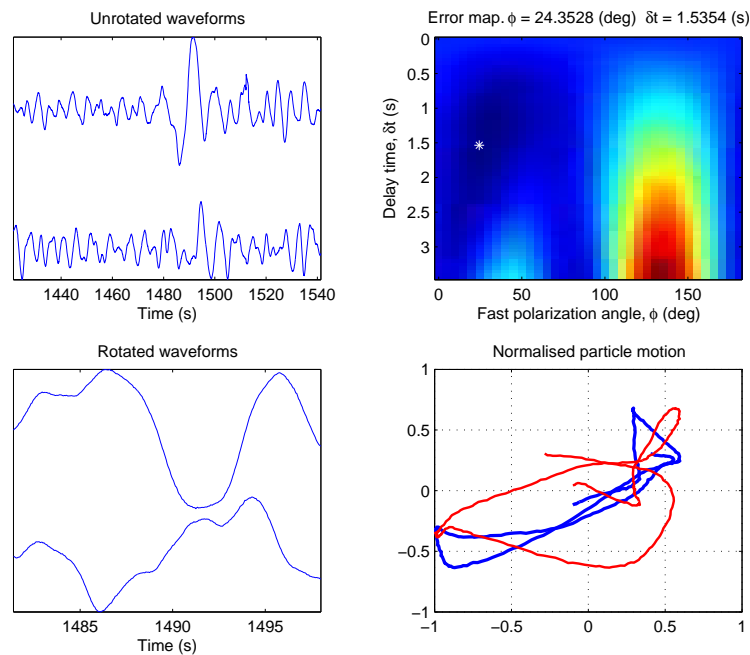 Unrotated waveforms
1440 1460 1480 1500 1520 1540
Time (s)
Error map. ϕ = 24.3528 (deg) δt = 1.5354 (s)
Delay time, δt (s)
0
0.5
1
1.5
2
2.5
3
0 50 100 150
Fast polarization angle, ϕ (deg)
Rotated waveforms
1485 1490 1495
Time (s)
Normalised particle motion
1
0.5
0
−0.5
−1
−1 −0.5 0 0.5 1